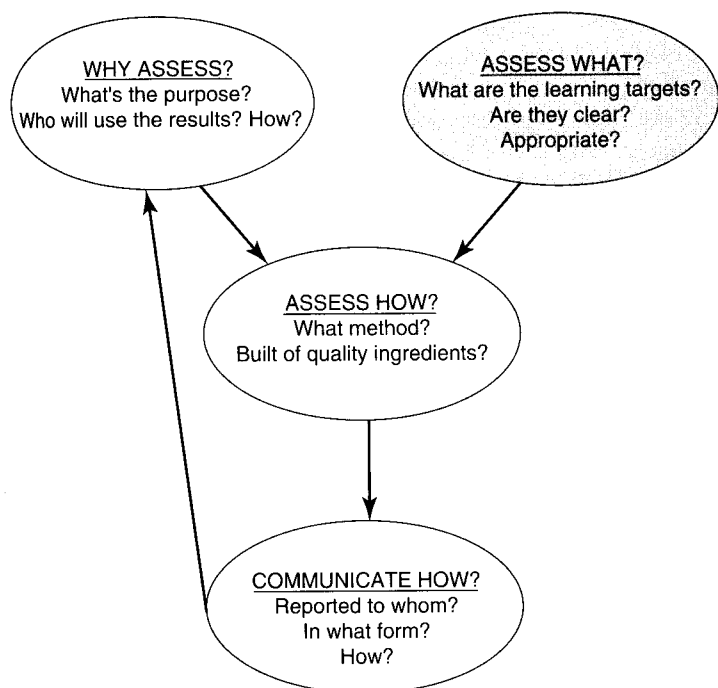 WHY ASSESS?
What's the purpose?
Who will use the results? How?
ASSESS WHAT?
What are the learning targets?
Are they clear?
Appropriate?
ASSESS HOW?
What method?
Built of quality ingredients?
COMMUNICATE HOW?
Reported to whom?
In what form?
How?